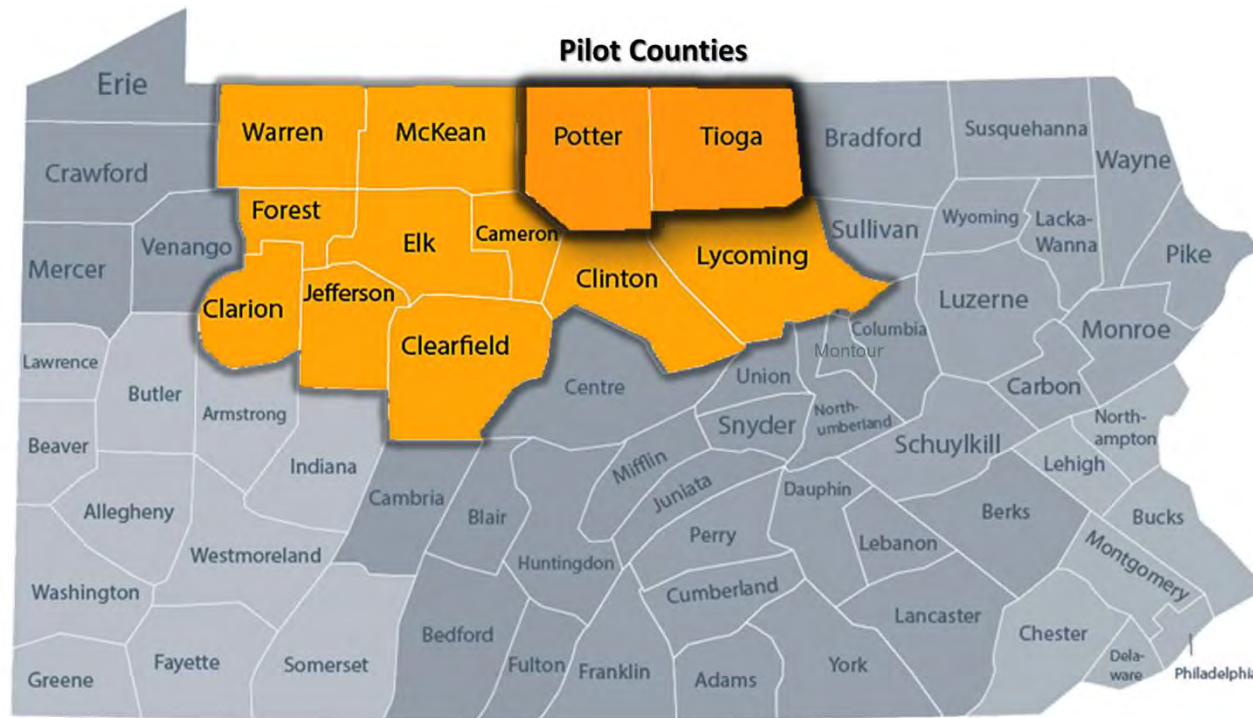 Pilot Counties
Erie
Warren
McKean
Potter
Tioga
Bradford
Susquehanna
Wayne
Crawford
Forest
Elk
Cameron
Clinton
Lycoming
Sullivan
Wyoming
Lacka-
Wanna
Pike
Mercer
Venango
Clarion
Jefferson
Clearfield
Luzerne
Columbia
Montour
Monroe
Lawrence
Butler
Armstrong
Centre
Union
Snyder
North-
umberland
Carbon
North-
ampton
Beaver
Indiana
Mifflin
Juniata
Schuylkill
Lehigh
Allegheny
Cambria
Blair
Dauphin
Berks
Bucks
Westmoreland
Huntingdon
Perry
Lebanon
Montgomery
Washington
Cumberland
Lancaster
Greene
Fayette
Somerset
Bedford
Fulton
Franklin
Adams
York
Chester
Dela-
ware
Philadelphia